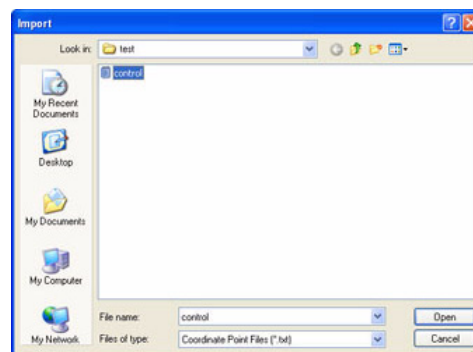 Import
Look in:
test
control
My Recent
Documents
Desktop
My Documents
My Computer
My Network
File name:
control
Open
Files of type:
Coordinate Point Files (*.txt)
Cancel